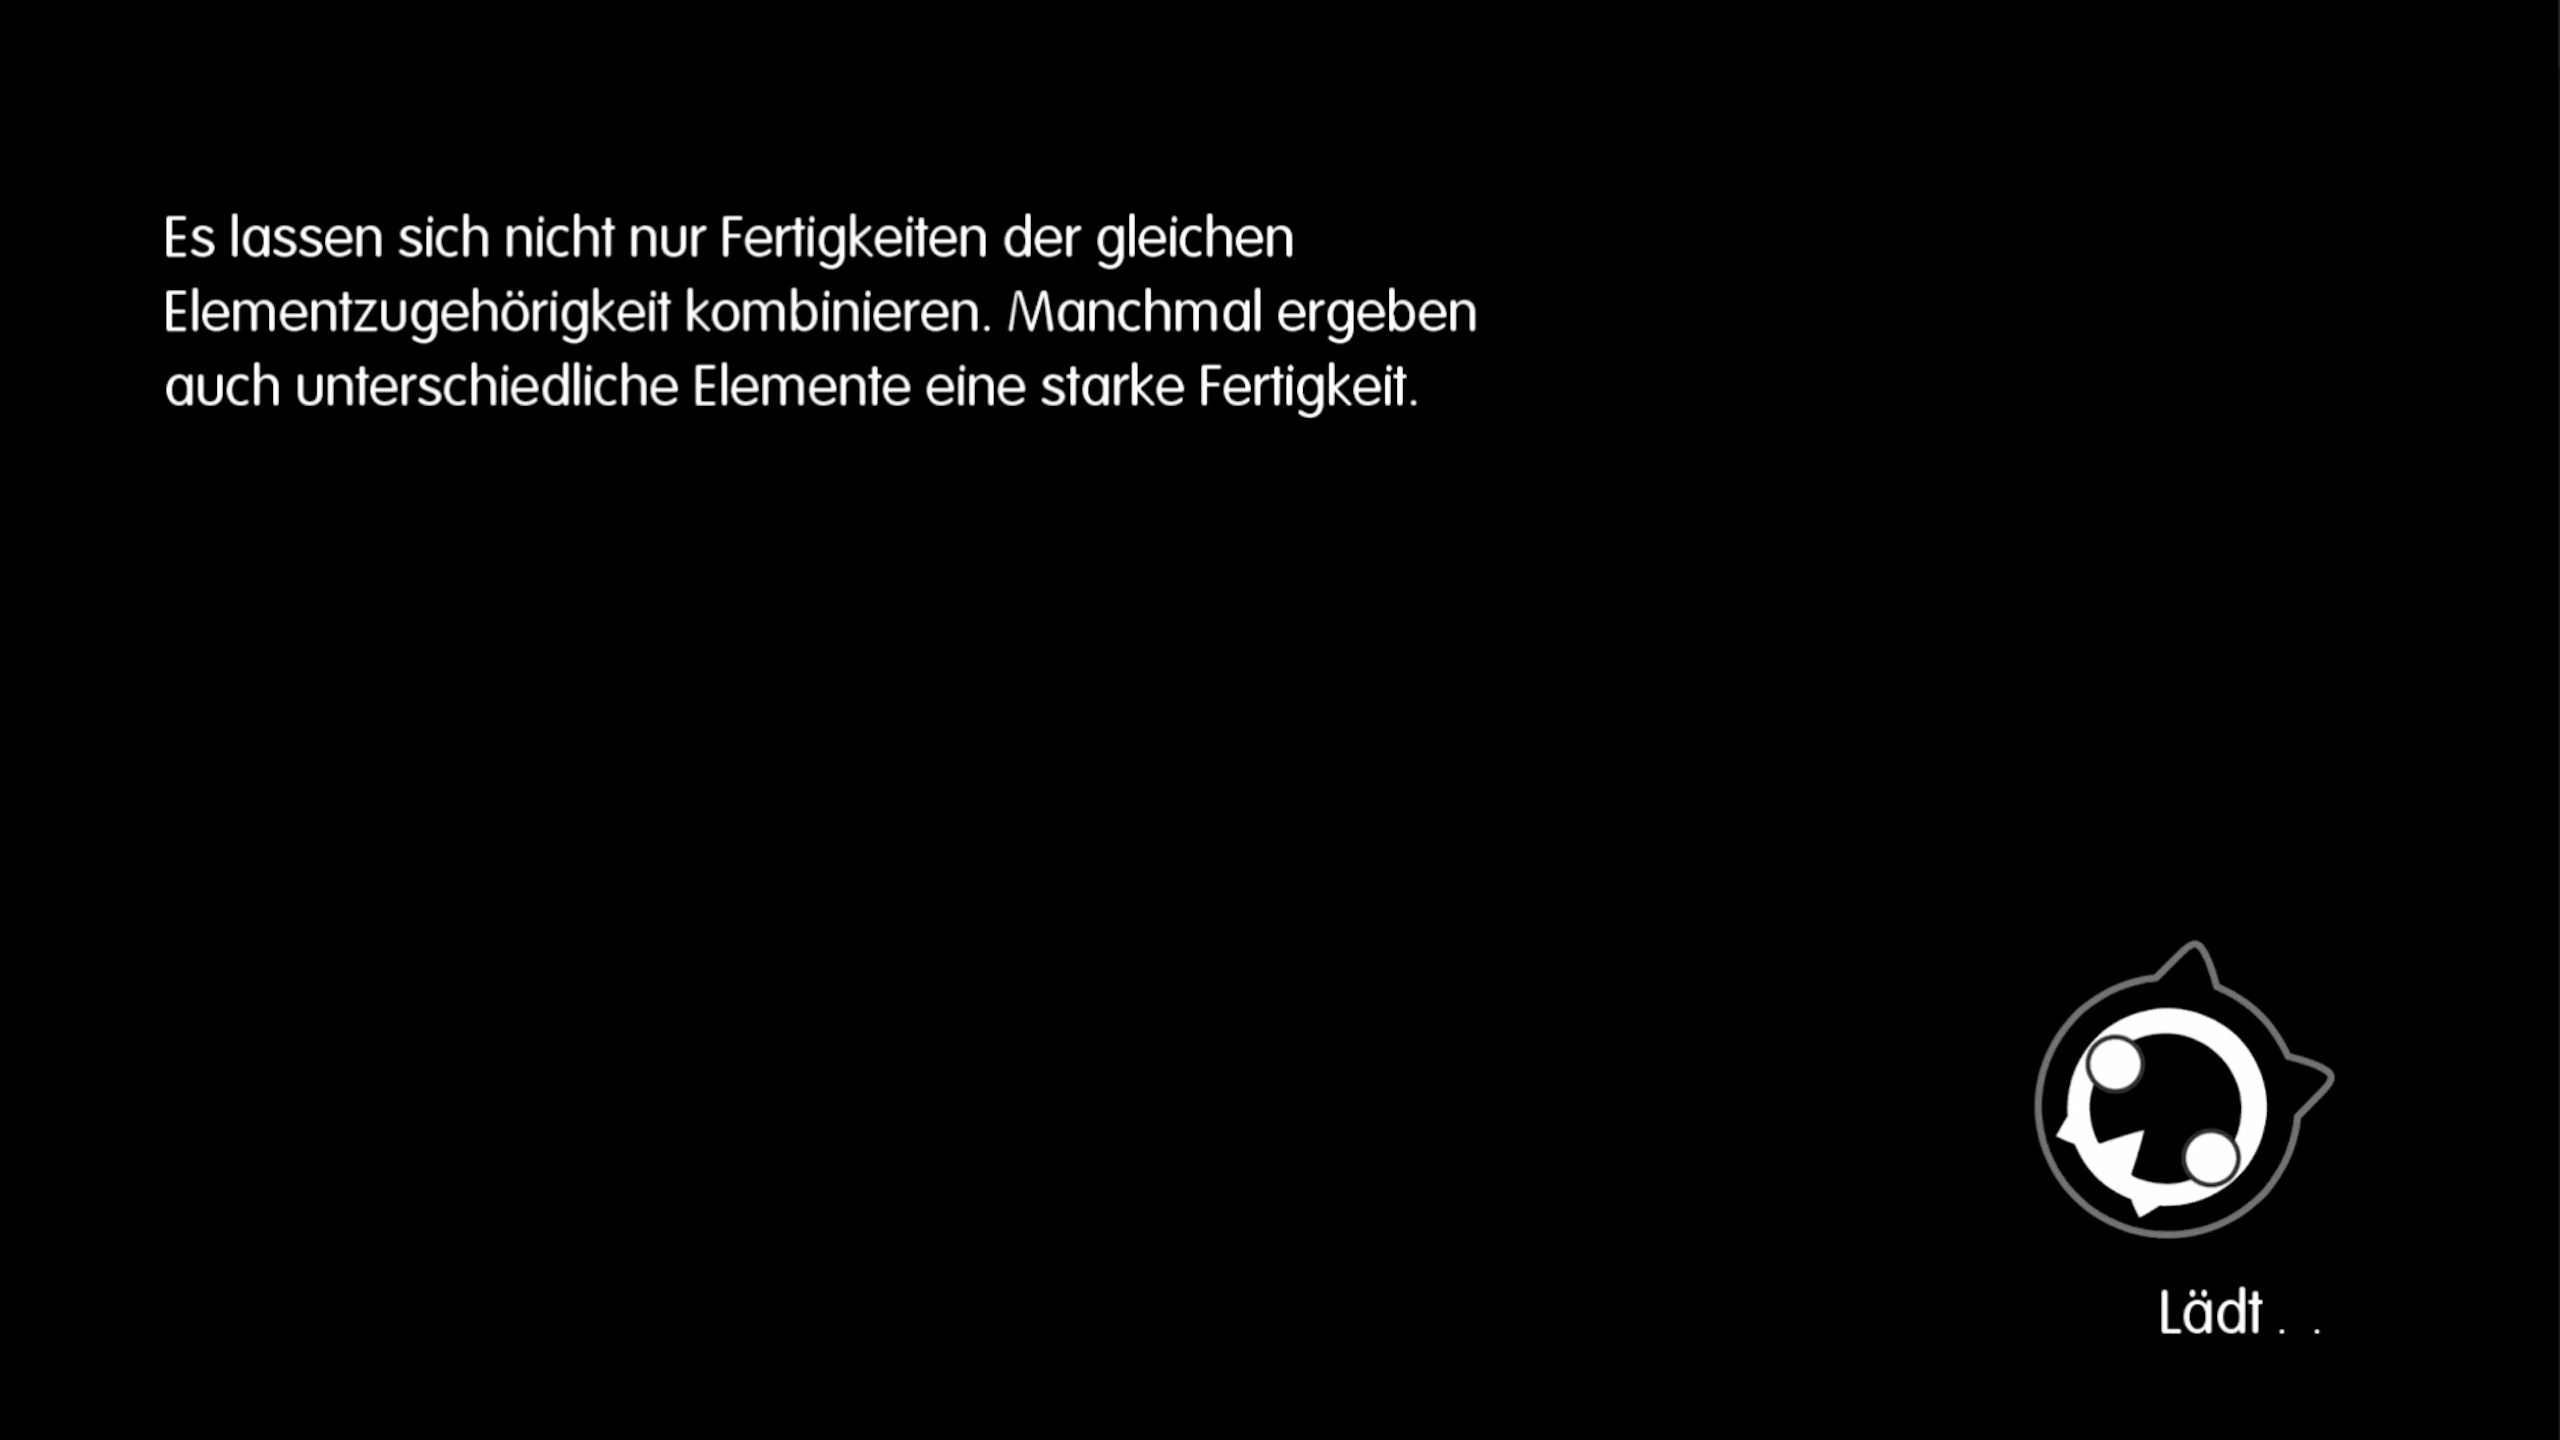 Es lassen sich nicht nur Fertigkeiten der gleichen
Elementzugehörigkeit kombinieren. Manchmal ergeben
auch unterschiedliche Elemente eine starke Fertigkeit.
Lädt . .